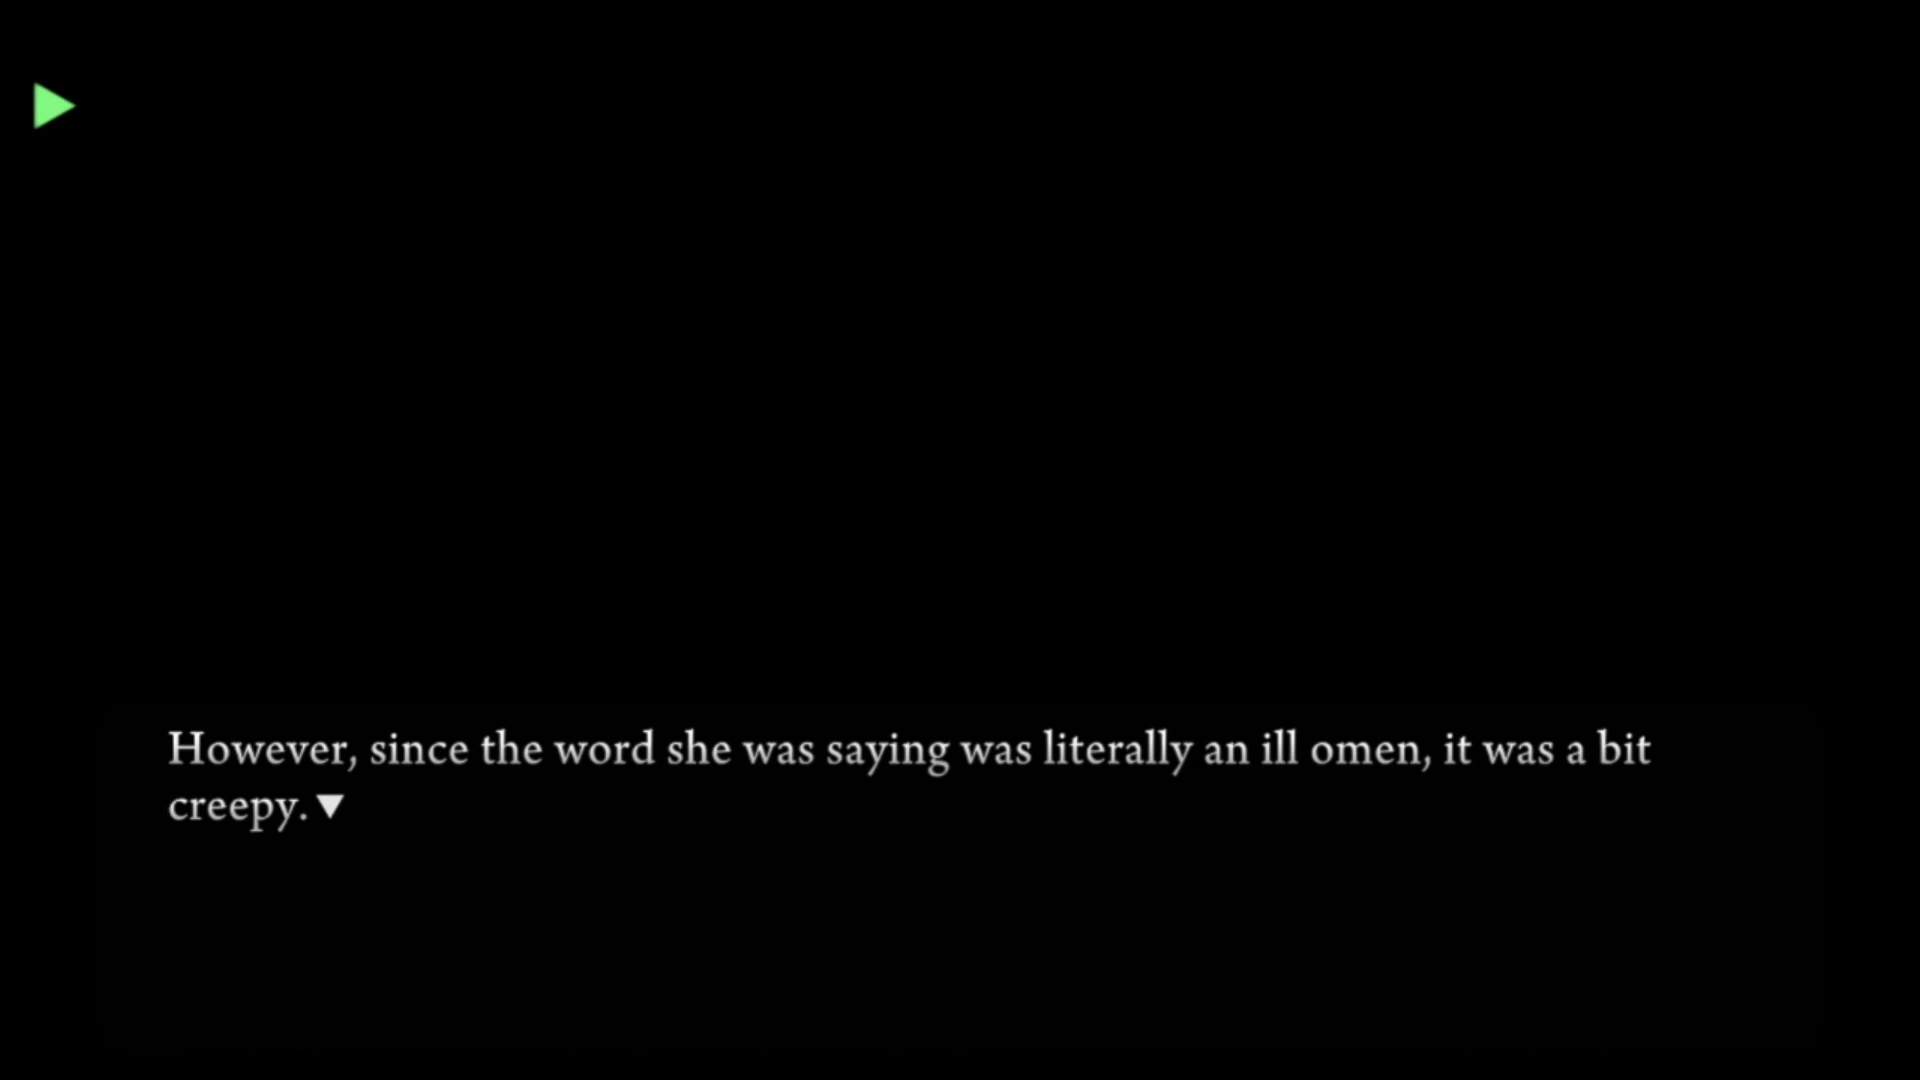 However, since the word she was saying was literally an ill omen, it was a bit
creepy.